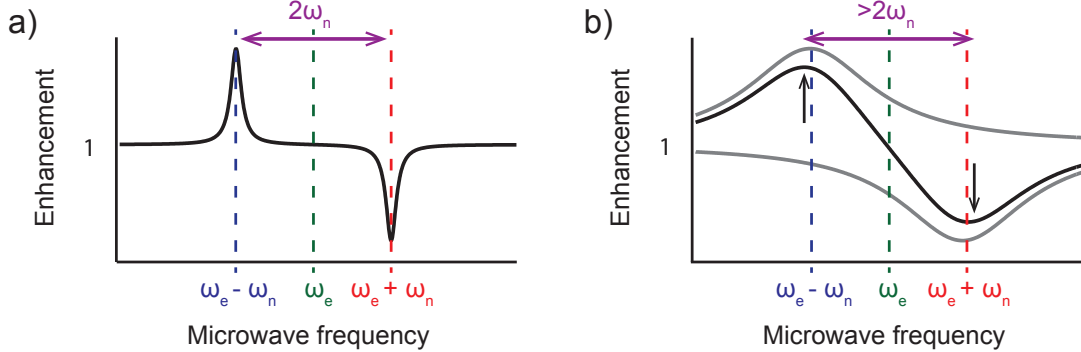 a)
2ωₙ
Enhancement
1
ωₑ - ωₙ
ωₑ
ωₑ + ωₙ
Microwave frequency
b)
>2ωₙ
Enhancement
1
ωₑ - ωₙ
ωₑ
ωₑ + ωₙ
Microwave frequency